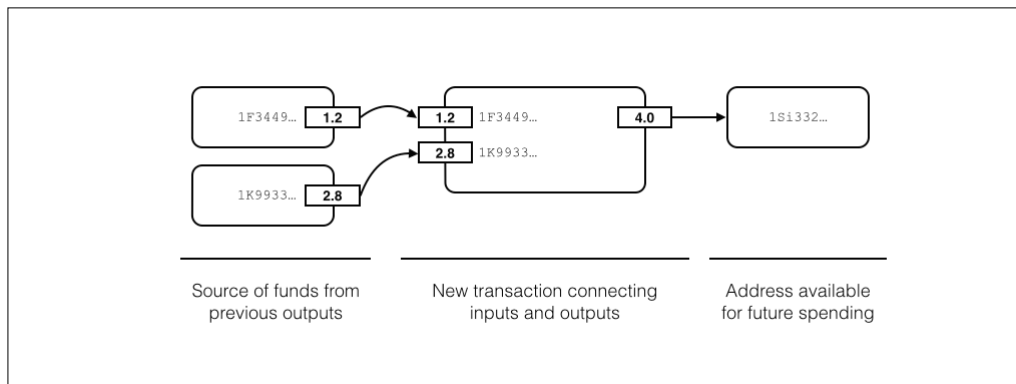 1F3449… 1.2
1.2 1F3449… 4.0
1Si332…
2.8 1K9933…
1K9933… 2.8
Source of funds from
previous outputs
New transaction connecting
inputs and outputs
Address available
for future spending